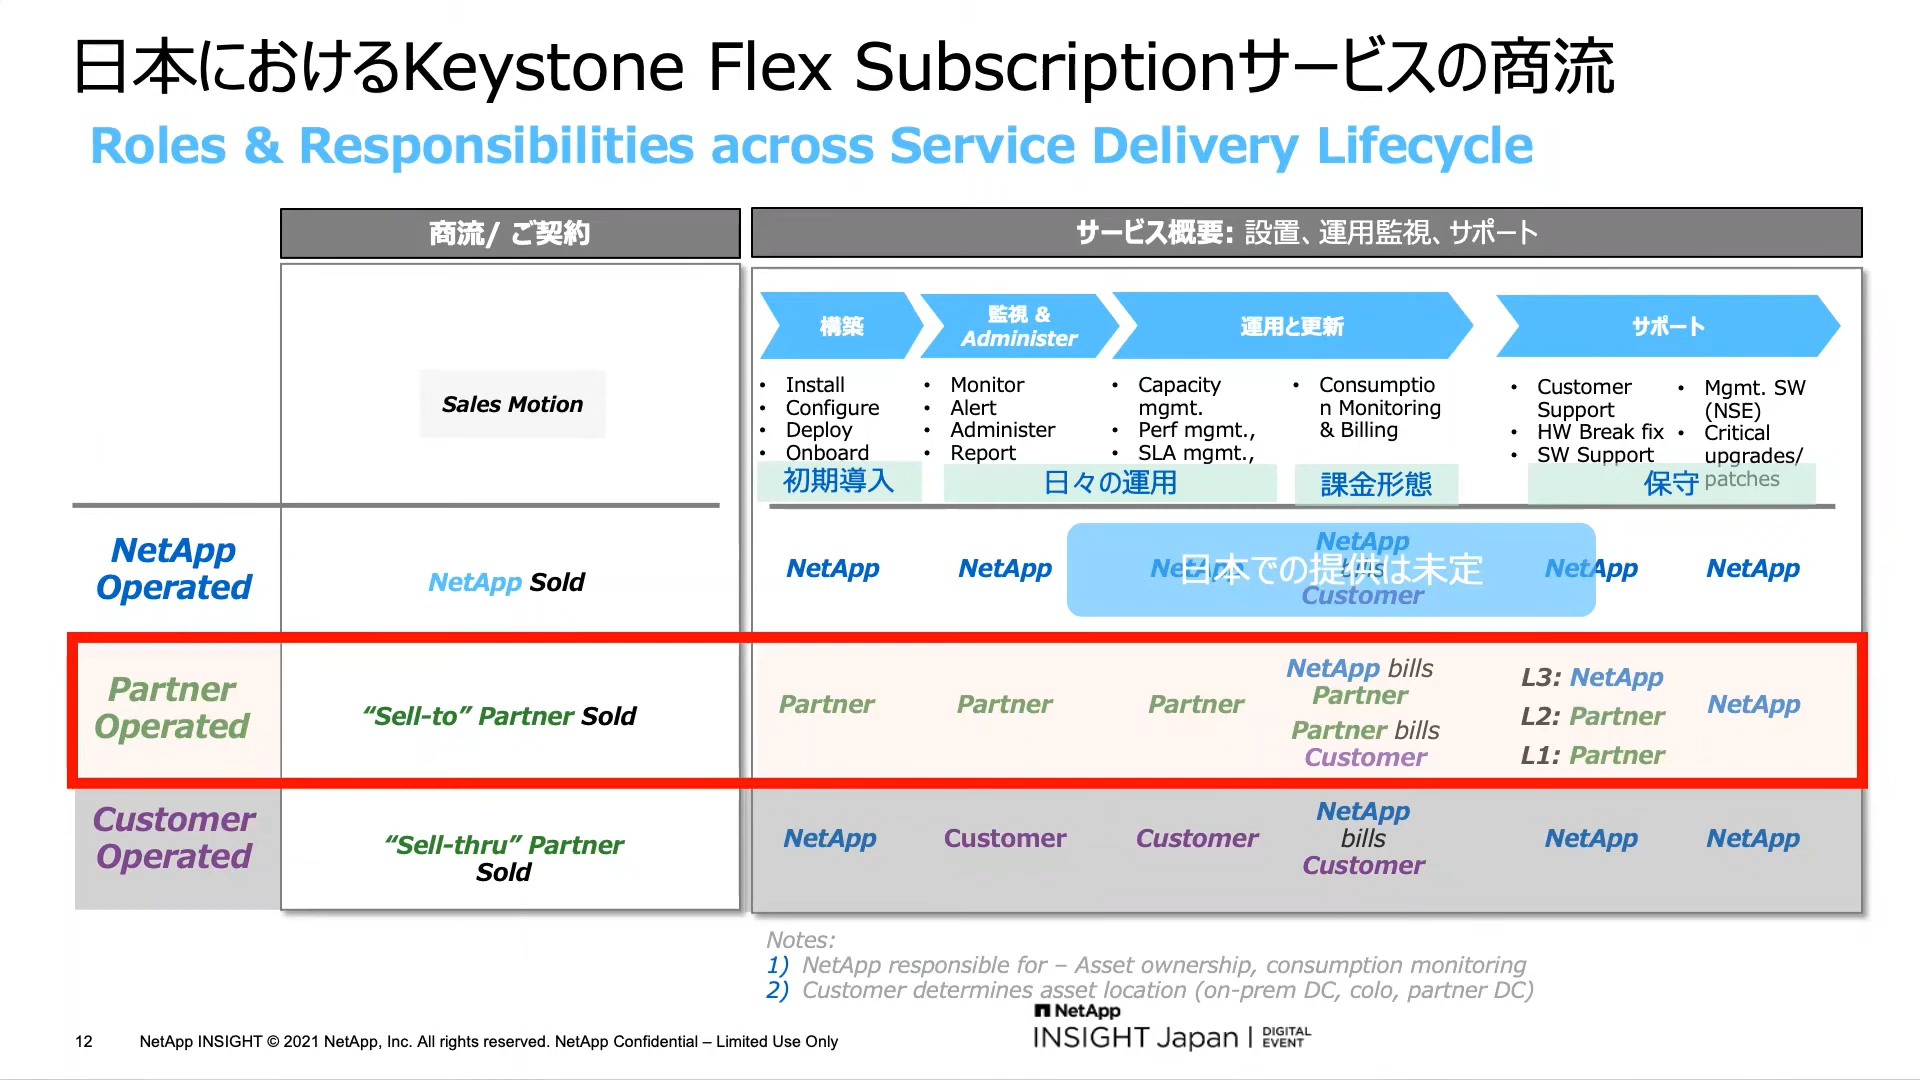 日本におけるKeystone Flex Subscriptionサービスの商流
Roles & Responsibilities across Service Delivery Lifecycle
商流/ ご契約
サービス概要: 設置、運用監視、サポート
Sales Motion
構築
監視 &
Administer
運用と更新
サポート
• Install
• Configure
• Deploy
• Onboard
• Monitor
• Alert
• Administer
• Report
• Capacity
mgmt.
• Perf mgmt.,
• SLA mgmt.,
• Consumptio
n Monitoring
& Billing
• Customer
Support
• HW Break fix
• SW Support
• Mgmt. SW
(NSE)
• Critical
upgrades/
patches
初期導入
日々の運用
課金形態
保守
NetApp
Operated
NetApp Sold
NetApp
NetApp
NetApp
NetApp
bills
Customer
日本での提供は未定
NetApp
NetApp
Partner
Operated
“Sell-to” Partner Sold
Partner
Partner
Partner
NetApp bills
Partner
Partner bills
Customer
L3: NetApp
L2: Partner
L1: Partner
NetApp
Customer
Operated
“Sell-thru” Partner
Sold
NetApp
Customer
Customer
NetApp
bills
Customer
NetApp
NetApp
Notes:
1) NetApp responsible for – Asset ownership, consumption monitoring
2) Customer determines asset location (on-prem DC, colo, partner DC)
12 NetApp INSIGHT © 2021 NetApp, Inc. All rights reserved. NetApp Confidential – Limited Use Only
NetApp
INSIGHT Japan | DIGITAL EVENT